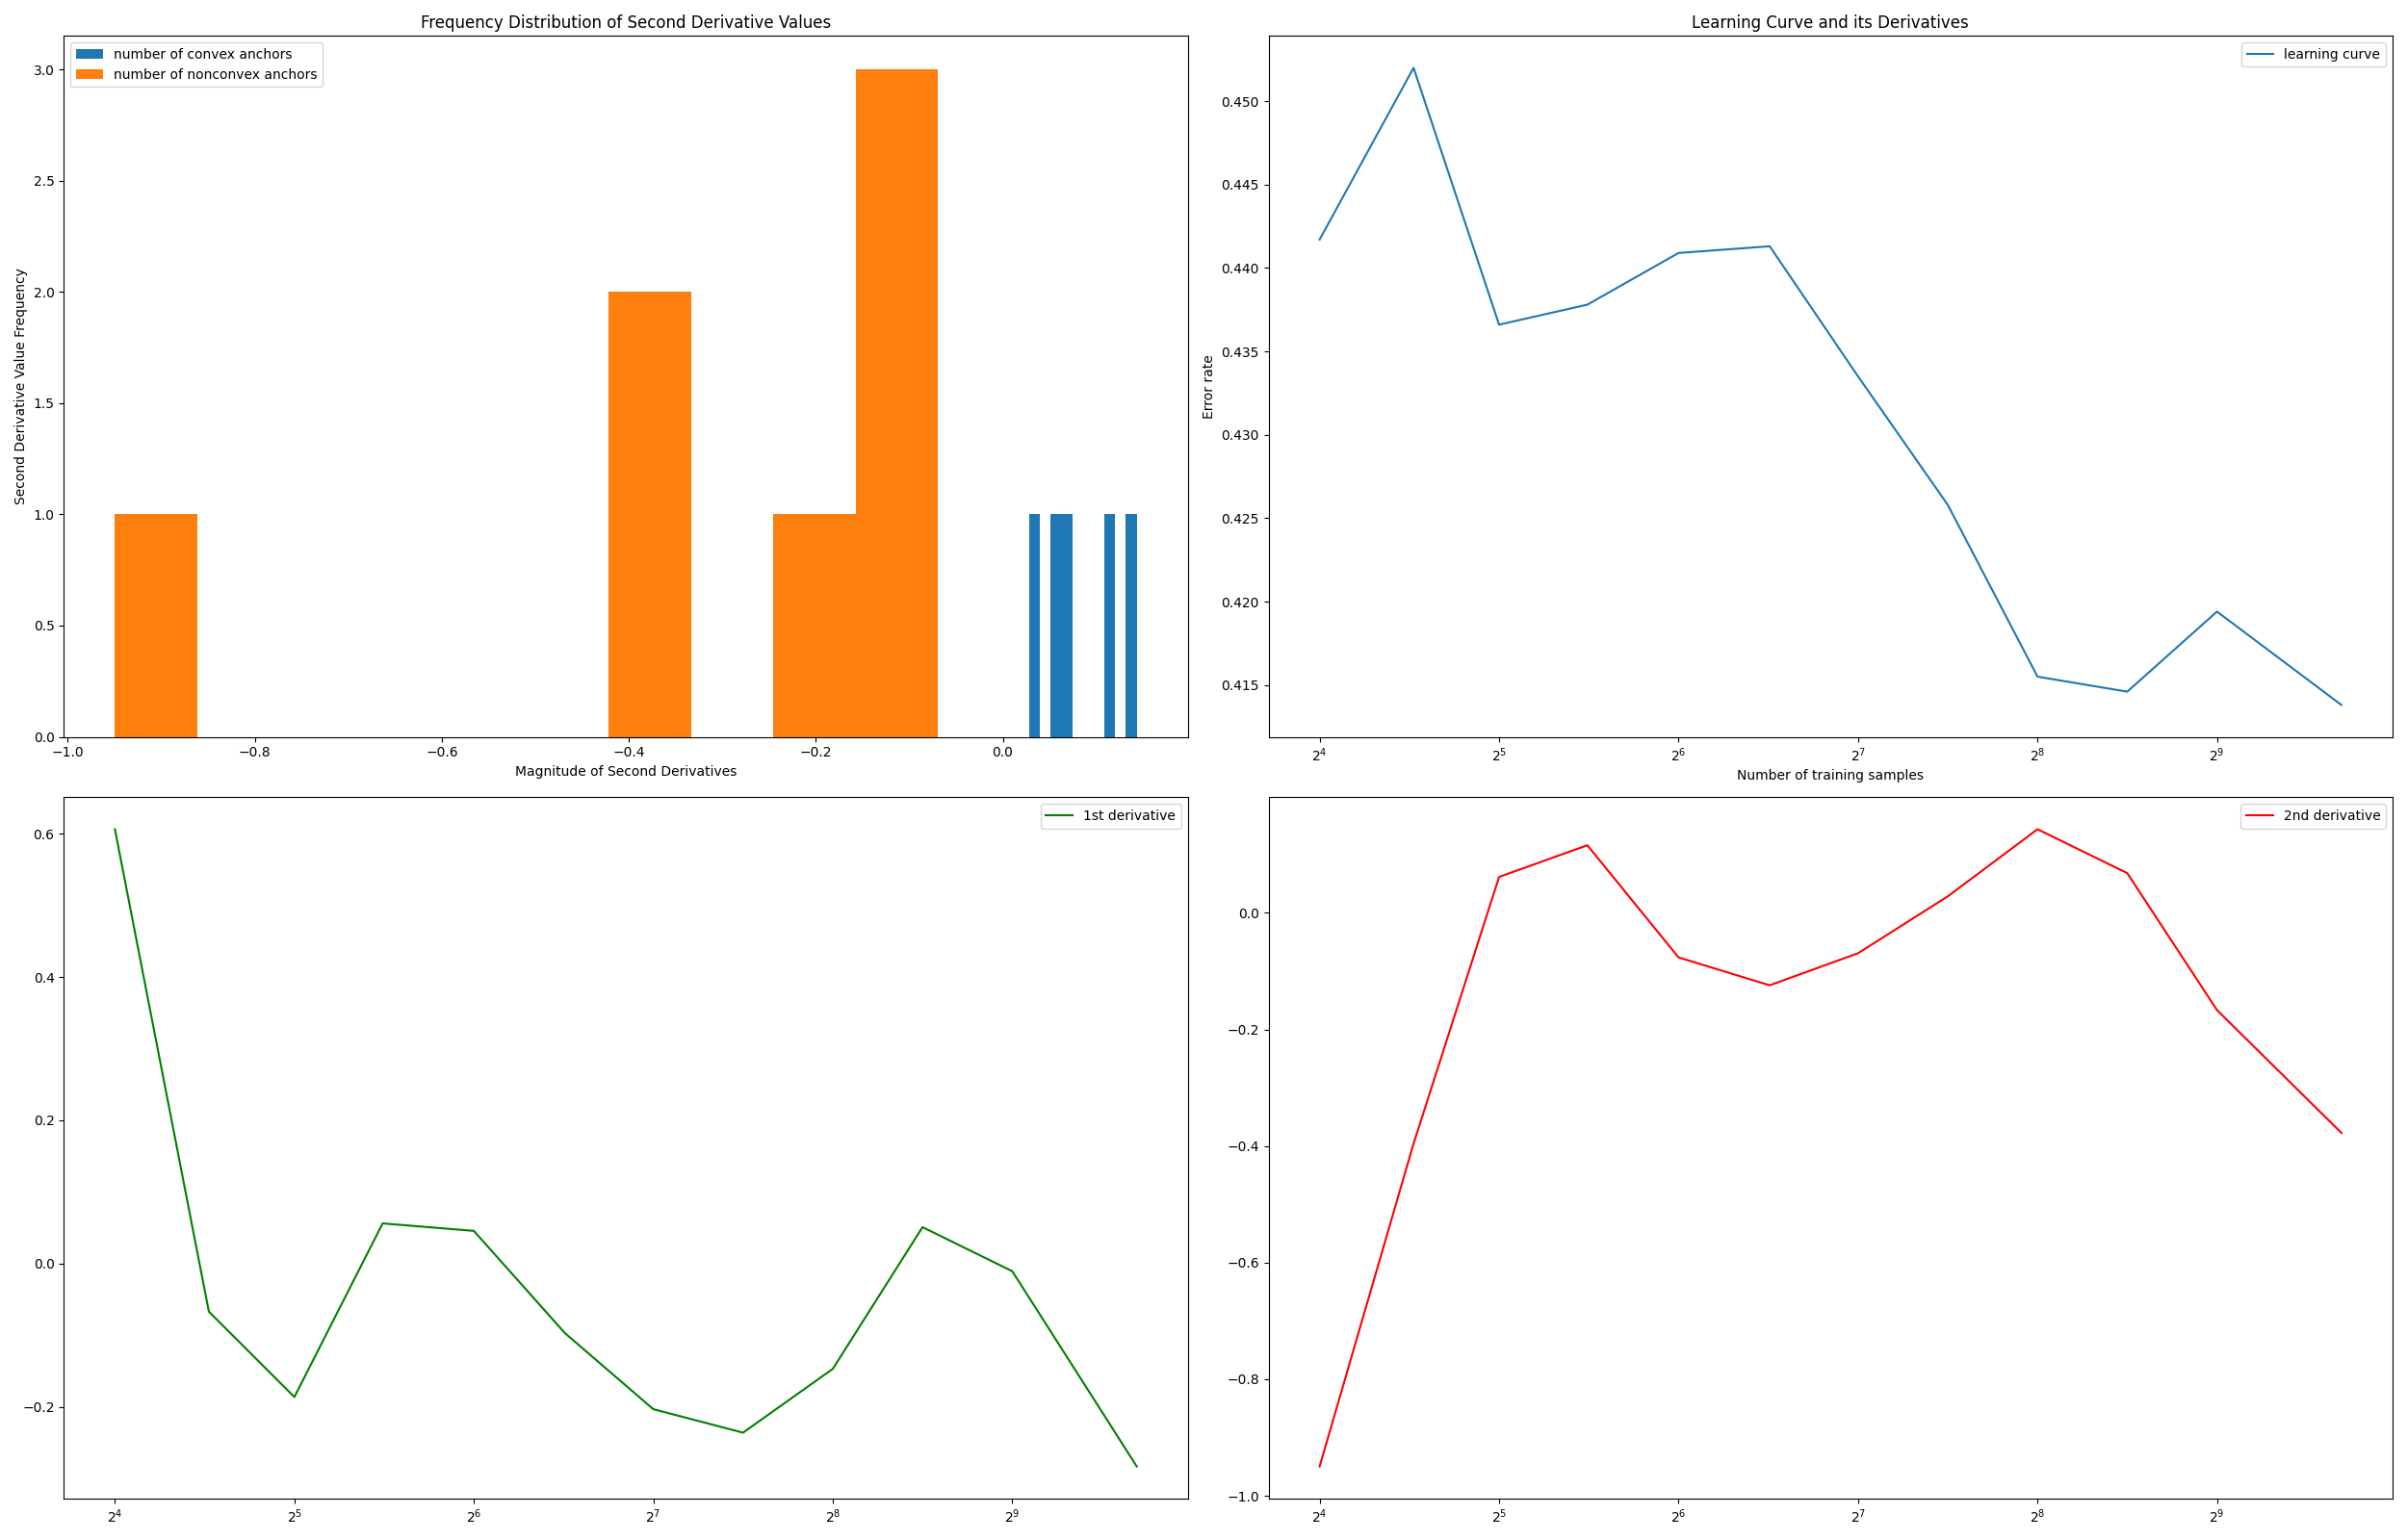 Frequency Distribution of Second Derivative Values
number of convex anchors
number of nonconvex anchors
3.0
2.5
2.0
1.5
1.0
0.5
0.0
Second Derivative Value Frequency
−1.0 −0.8 −0.6 −0.4 −0.2 0.0
Magnitude of Second Derivatives
Learning Curve and its Derivatives
learning curve
0.450
0.445
0.440
0.435
0.430
0.425
0.420
0.415
Error rate
2⁴ 2⁵ 2⁶ 2⁷ 2⁸ 2⁹
Number of training samples
1st derivative
0.6
0.4
0.2
0.0
−0.2
2⁴ 2⁵ 2⁶ 2⁷ 2⁸ 2⁹
2nd derivative
0.0
−0.2
−0.4
−0.6
−0.8
−1.0
2⁴ 2⁵ 2⁶ 2⁷ 2⁸ 2⁹